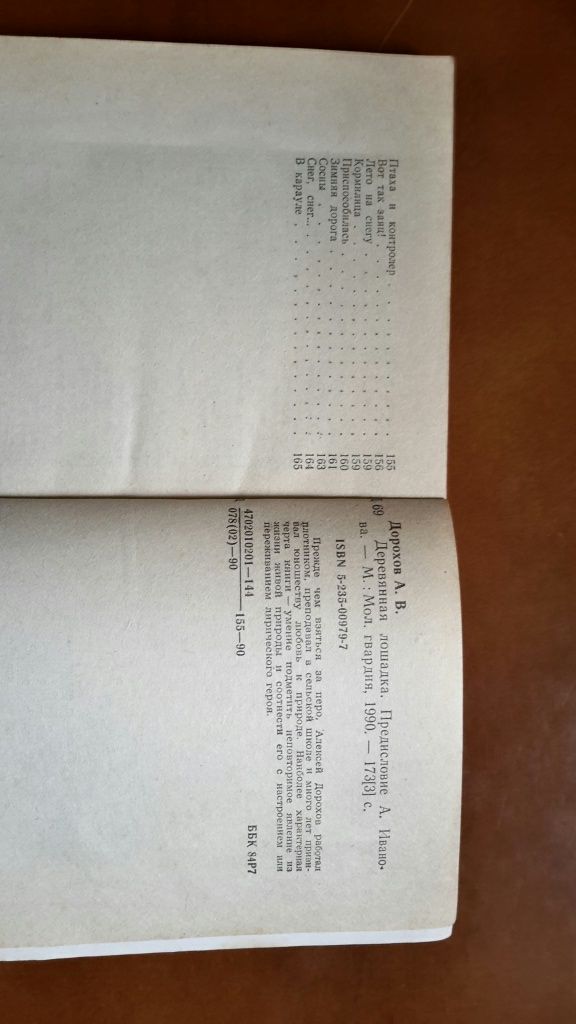 Птаха и контролер . . . . . . . . . . . 155
Вот так заяц! . . . . . . . . . . . . 156
Лето на снегу . . . . . . . . . . . . 159
Кормилица . . . . . . . . . . . . . 159
Приспособилась . . . . . . . . . . . 160
Зимняя дорога . . . . . . . . . . . . 161
Сосны . . . . . . . . . . . . . . 163
Снег, снег... . . . . . . . . . . . . 164
В карауле . . . . . . . . . . . . . 165
69
Дорохов А. В.
Деревянная лошадка. Предисловие А. Ивано-
ва. — М.: Мол. гвардия, 1990. — 173[3] с.
ISBN 5-235-00979-7
Прежде чем взяться за перо, Алексей Дорохов работал
плотником, преподавал в сельской школе и много лет приви-
вал юношеству любовь к природе. Наиболее характерная
черта книги — умение подметить неповторимое явление из
жизни живой природы и соотнести его с настроением или
переживанием лирического героя.
4702010201—144
078(02)—90
155—90
ББК 84Р7